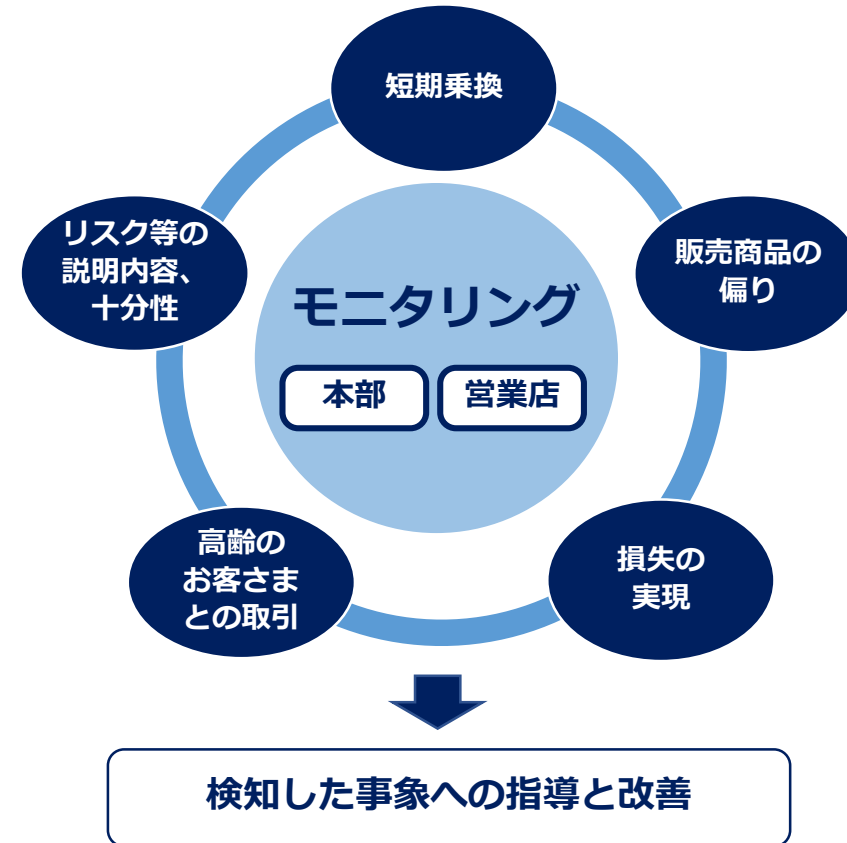 短期乗換
リスク等の
説明内容、
十分性
販売商品の
偏り
モニタリング
本部
営業店
高齢の
お客さま
との取引
損失の
実現
検知した事象への指導と改善